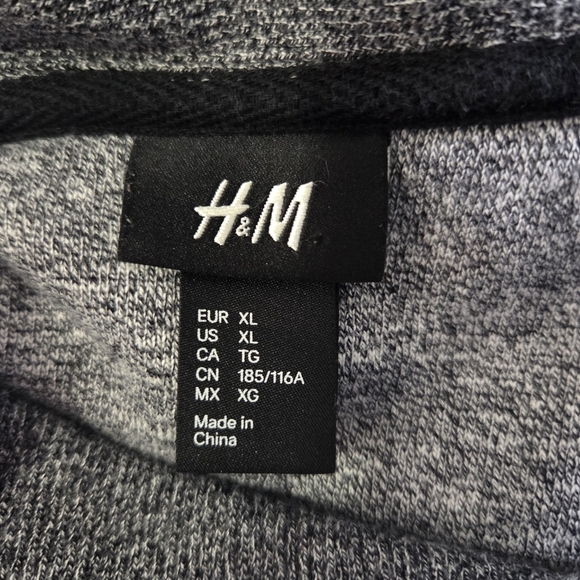 H&M
EUR XL
US XL
CA TG
CN 185/116A
MX XG
Made in
China